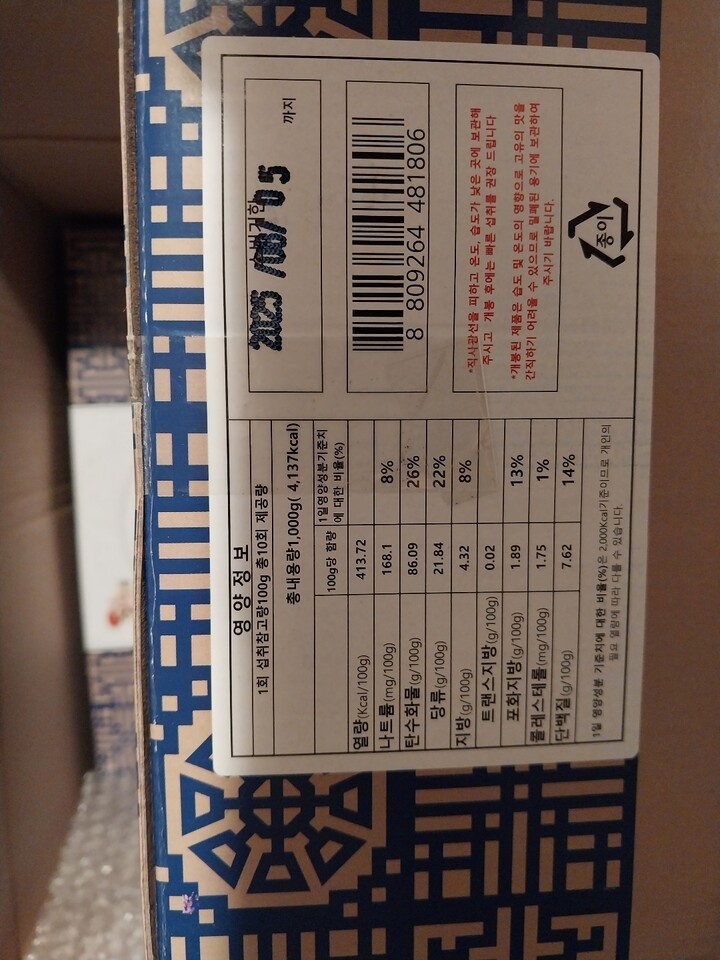 영양정보
1회 섭취참고량100g 총10회 제공량
총내용량1,000g( 4,137kcal)
100g당 함량 1일영양성분기준치에 대한 비율(%)
열량(Kcal/100g) 413.72
나트륨(mg/100g) 168.1 8%
탄수화물(g/100g) 86.09 26%
당류(g/100g) 21.84 22%
지방(g/100g) 4.32 8%
트랜스지방(g/100g) 0.02
포화지방(g/100g) 1.89 13%
콜레스테롤(mg/100g) 1.75 1%
단백질(g/100g) 7.62 14%
1일 영양성분 기준치에 대한 비율(%)은 2,000Kcal기준이므로 개인의
필요 열량에 따라 다를 수 있습니다.
소비기한
2025 /06/ 05 까지
8 809264 481806
*직사광선을 피하고 온도, 습도가 낮은 곳에 보관해
주시고 개봉 후에는 빠른 섭취를 권장 드립니다
*개봉된 제품은 습도 및 온도의 영향으로 고유의 맛을
간직하기 어려울 수 있으므로 밀폐된 용기에 보관하여
주시기 바랍니다.
종이